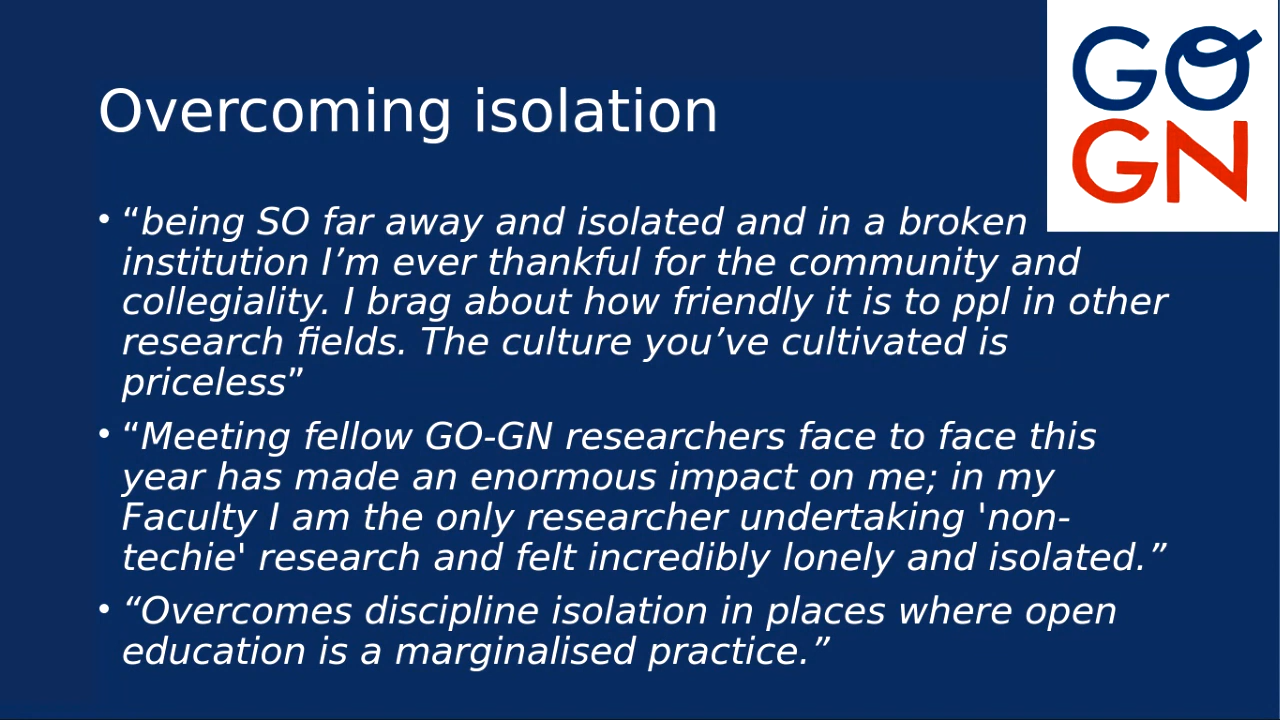 GO
GN
Overcoming isolation
• “being SO far away and isolated and in a broken
institution I’m ever thankful for the community and
collegiality. I brag about how friendly it is to ppl in other
research fields. The culture you’ve cultivated is
priceless”
• “Meeting fellow GO-GN researchers face to face this
year has made an enormous impact on me; in my
Faculty I am the only researcher undertaking 'non-
techie' research and felt incredibly lonely and isolated.”
• “Overcomes discipline isolation in places where open
education is a marginalised practice.”